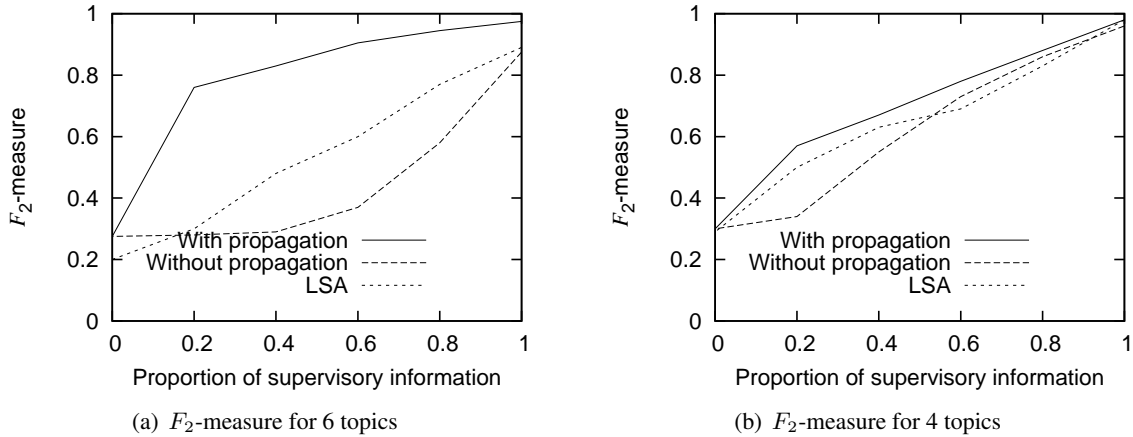 1
0.8
0.6
0.4
0.2
0
F2-measure
With propagation
Without propagation
LSA
0 0.2 0.4 0.6 0.8 1
Proportion of supervisory information
(a) F2-measure for 6 topics
1
0.8
0.6
0.4
0.2
0
F2-measure
With propagation
Without propagation
LSA
0 0.2 0.4 0.6 0.8 1
Proportion of supervisory information
(b) F2-measure for 4 topics